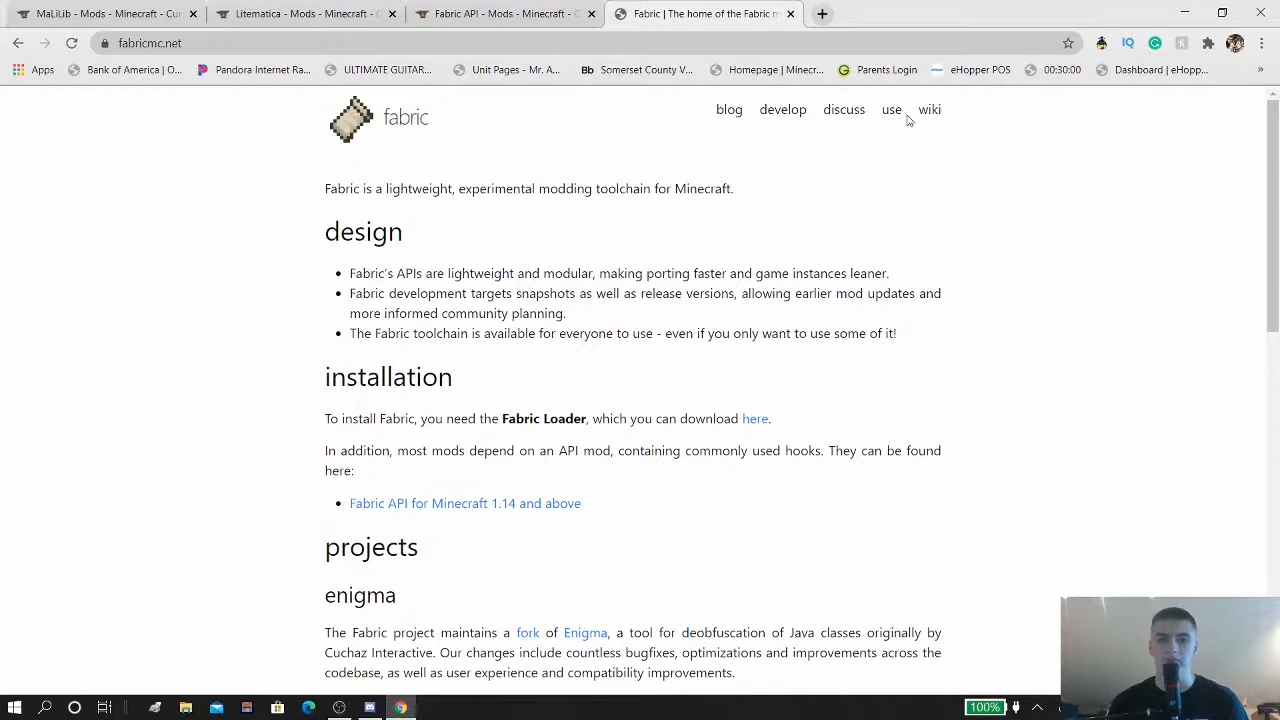 MaLiLib - Mods - Minecraft - Cur
Litematica - Mods - Minecraft -
Fabric API - Mods - Minecraft - C
Fabric | The home of the Fabric m
fabricmc.net
Apps
Bank of America | O...
Pandora Internet Ra...
ULTIMATE GUITAR...
Unit Pages - Mr. A...
Bb Somerset County V...
Homepage | Minecr...
Parents Login
eHopper POS
00:30:00
Dashboard | eHopp...
»
fabric
blog develop discuss use wiki
Fabric is a lightweight, experimental modding toolchain for Minecraft.
design
• Fabric's APIs are lightweight and modular, making porting faster and game instances leaner.
• Fabric development targets snapshots as well as release versions, allowing earlier mod updates and
more informed community planning.
• The Fabric toolchain is available for everyone to use - even if you only want to use some of it!
installation
To install Fabric, you need the Fabric Loader, which you can download here.
In addition, most mods depend on an API mod, containing commonly used hooks. They can be found
here:
• Fabric API for Minecraft 1.14 and above
projects
enigma
The Fabric project maintains a fork of Enigma, a tool for deobfuscation of Java classes originally by
Cuchaz Interactive. Our changes include countless bugfixes, optimizations and improvements across the
codebase, as well as user experience and compatibility improvements.
100%